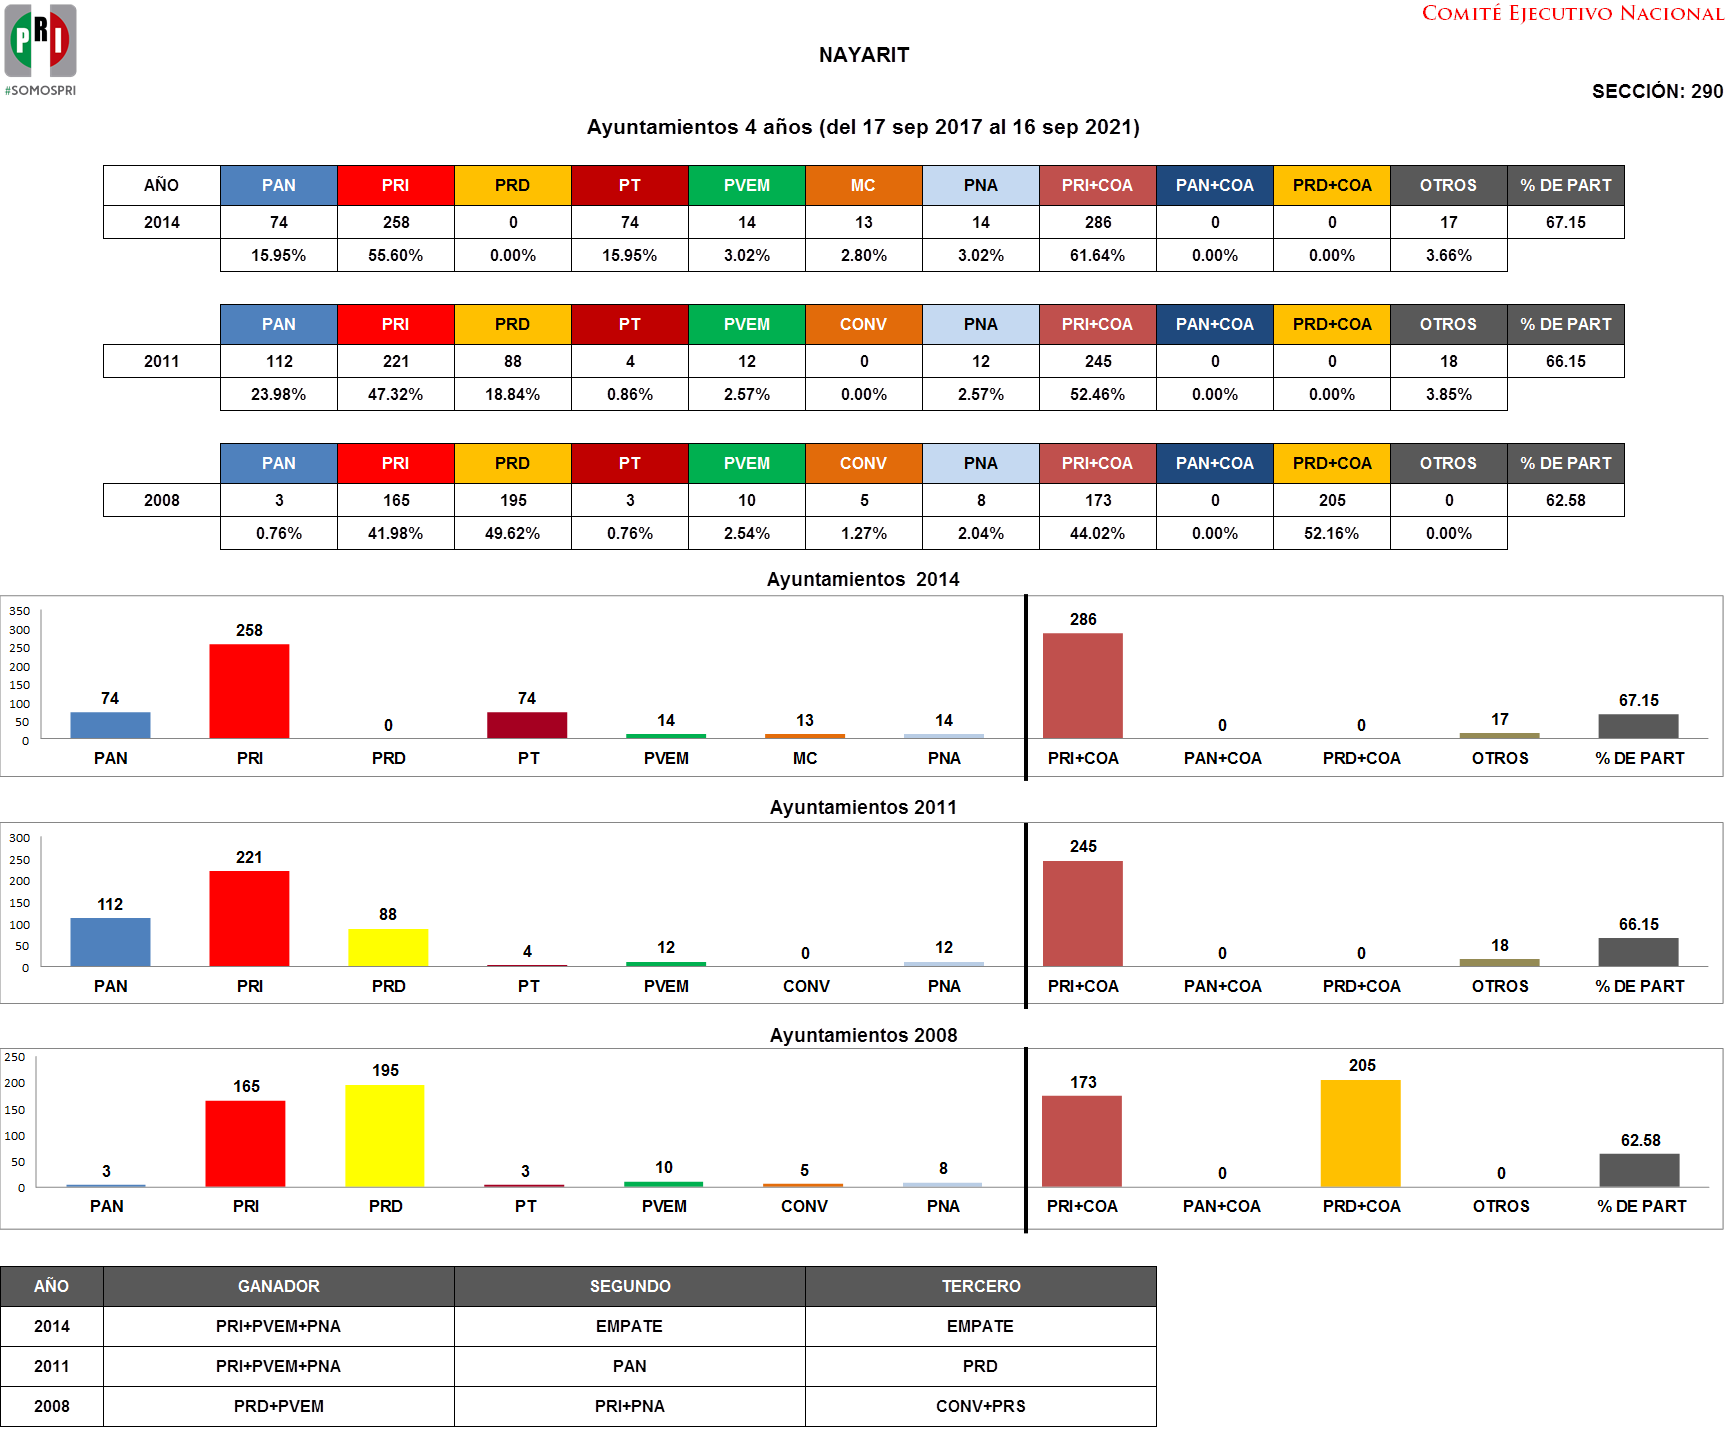 COMITÉ EJECUTIVO NACIONAL
PRI
#SOMOSPRI
NAYARIT
SECCIÓN: 290
Ayuntamientos 4 años (del 17 sep 2017 al 16 sep 2021)
AÑO PAN PRI PRD PT PVEM MC PNA PRI+COA PAN+COA PRD+COA OTROS % DE PART
2014 74 258 0 74 14 13 14 286 0 0 17 67.15
15.95% 55.60% 0.00% 15.95% 3.02% 2.80% 3.02% 61.64% 0.00% 0.00% 3.66%
PAN PRI PRD PT PVEM CONV PNA PRI+COA PAN+COA PRD+COA OTROS % DE PART
2011 112 221 88 4 12 0 12 245 0 0 18 66.15
23.98% 47.32% 18.84% 0.86% 2.57% 0.00% 2.57% 52.46% 0.00% 0.00% 3.85%
PAN PRI PRD PT PVEM CONV PNA PRI+COA PAN+COA PRD+COA OTROS % DE PART
2008 3 165 195 3 10 5 8 173 0 205 0 62.58
0.76% 41.98% 49.62% 0.76% 2.54% 1.27% 2.04% 44.02% 0.00% 52.16% 0.00%
Ayuntamientos 2014
350
300
250
200
150
100
50
0
74 258 0 74 14 13 14 286 0 0 17 67.15
PAN PRI PRD PT PVEM MC PNA PRI+COA PAN+COA PRD+COA OTROS % DE PART
Ayuntamientos 2011
300
250
200
150
100
50
0
112 221 88 4 12 0 12 245 0 0 18 66.15
PAN PRI PRD PT PVEM CONV PNA PRI+COA PAN+COA PRD+COA OTROS % DE PART
Ayuntamientos 2008
250
200
150
100
50
0
3 165 195 3 10 5 8 173 0 205 0 62.58
PAN PRI PRD PT PVEM CONV PNA PRI+COA PAN+COA PRD+COA OTROS % DE PART
AÑO GANADOR SEGUNDO TERCERO
2014 PRI+PVEM+PNA EMPATE EMPATE
2011 PRI+PVEM+PNA PAN PRD
2008 PRD+PVEM PRI+PNA CONV+PRS